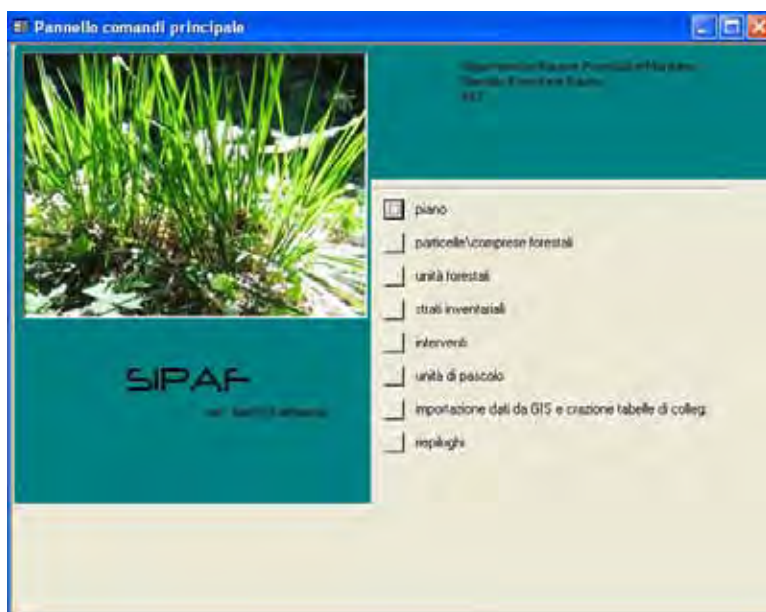 Pannello comandi principale
piano
particelle\comprese forestali
unità forestali
strati inventariali
interventi
unità di pascolo
importazione dati da GIS e crazione tabelle di colleg.
riepiloghi
SIPAF